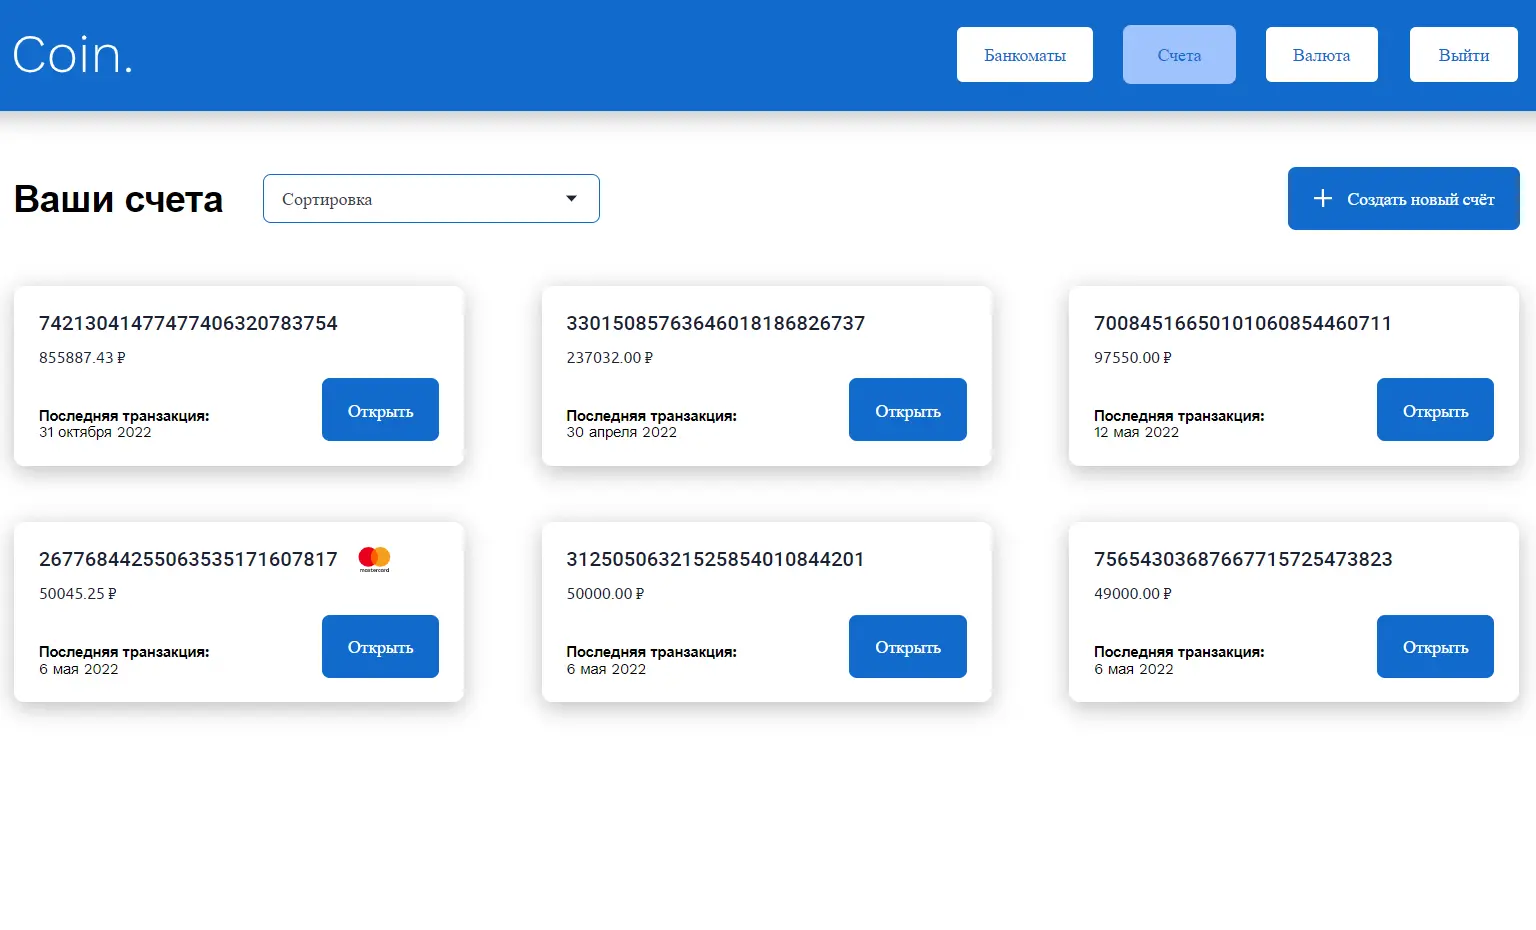 Coin.
Банкоматы
Счета
Валюта
Выйти
Ваши счета
Сортировка
Создать новый счёт
74213041477477406320783754
855887.43 ₽
Последняя транзакция:
31 октября 2022
Открыть
33015085763646018186826737
237032.00 ₽
Последняя транзакция:
30 апреля 2022
Открыть
70084516650101060854460711
97550.00 ₽
Последняя транзакция:
12 мая 2022
Открыть
26776844255063535171607817
mastercard
50045.25 ₽
Последняя транзакция:
6 мая 2022
Открыть
31250506321525854010844201
50000.00 ₽
Последняя транзакция:
6 мая 2022
Открыть
75654303687667715725473823
49000.00 ₽
Последняя транзакция:
6 мая 2022
Открыть